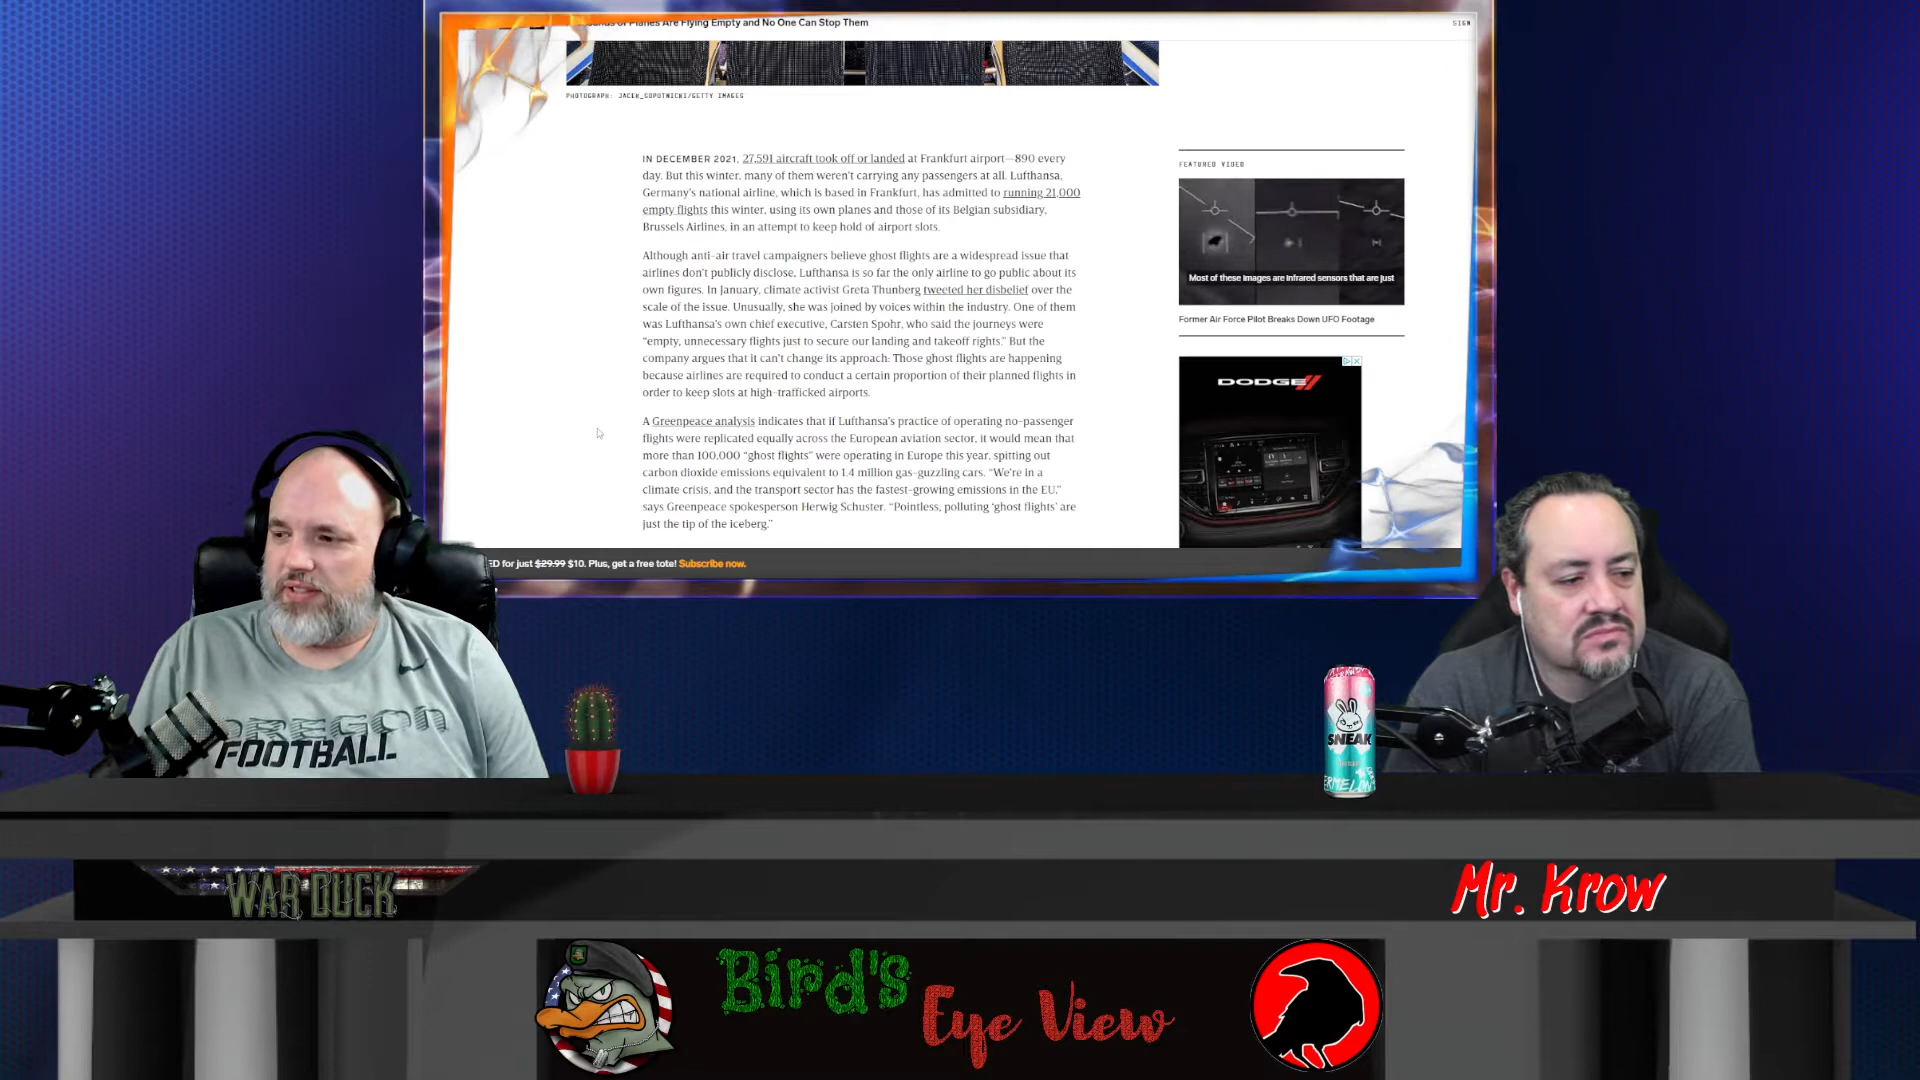 Planes Are Flying Empty and No One Can Stop Them
SIGN
PHOTOGRAPH: JACEK_SOPOTNICKI/GETTY IMAGES
IN DECEMBER 2021, 27,591 aircraft took off or landed at Frankfurt airport—890 every
day. But this winter, many of them weren't carrying any passengers at all. Lufthansa,
Germany's national airline, which is based in Frankfurt, has admitted to running 21,000
empty flights this winter, using its own planes and those of its Belgian subsidiary,
Brussels Airlines, in an attempt to keep hold of airport slots.
Although anti-air travel campaigners believe ghost flights are a widespread issue that
airlines don't publicly disclose, Lufthansa is so far the only airline to go public about its
own figures. In January, climate activist Greta Thunberg tweeted her disbelief over the
scale of the issue. Unusually, she was joined by voices within the industry. One of them
was Lufthansa's own chief executive, Carsten Spohr, who said the journeys were
“empty, unnecessary flights just to secure our landing and takeoff rights.” But the
company argues that it can't change its approach: Those ghost flights are happening
because airlines are required to conduct a certain proportion of their planned flights in
order to keep slots at high-trafficked airports.
A Greenpeace analysis indicates that if Lufthansa's practice of operating no-passenger
flights were replicated equally across the European aviation sector, it would mean that
more than 100,000 “ghost flights” were operating in Europe this year, spitting out
carbon dioxide emissions equivalent to 1.4 million gas-guzzling cars. “We're in a
climate crisis, and the transport sector has the fastest-growing emissions in the EU,”
says Greenpeace spokesperson Herwig Schuster. “Pointless, polluting ‘ghost flights’ are
just the tip of the iceberg.”
FEATURED VIDEO
Most of these images are infrared sensors that are just
Former Air Force Pilot Breaks Down UFO Footage
DODGE
ED for just $29.99 $10. Plus, get a free tote! Subscribe now.
OREGON
FOOTBALL
SNEAK
ERMELON
WAR DUCK
Mr. Krow
Bird's
Eye View